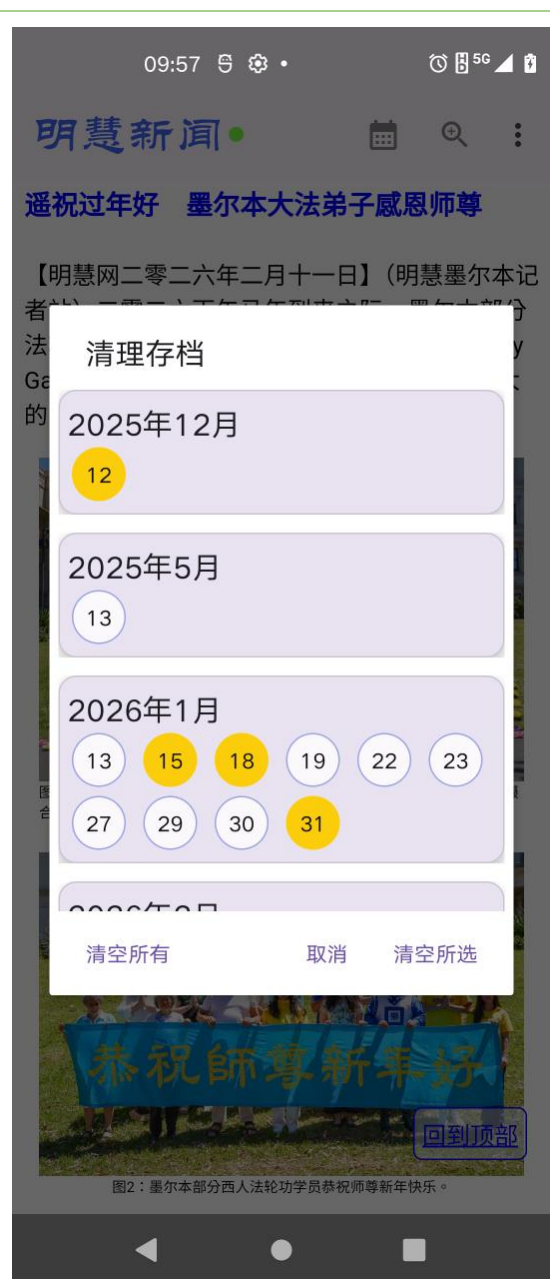 09:57
5G
明慧新闻
遥祝过年好 墨尔本大法弟子感恩师尊
【明慧网二零二六年二月十一日】（明慧墨尔本记
者
法
Ga
的
清理存档
2025年12月
12
2025年5月
13
2026年1月
13 15 18 19 22 23
27 29 30 31
清空所有 取消 清空所选
恭祝師尊新年好
回到顶部
图2：墨尔本部分西人法轮功学员恭祝师尊新年快乐。